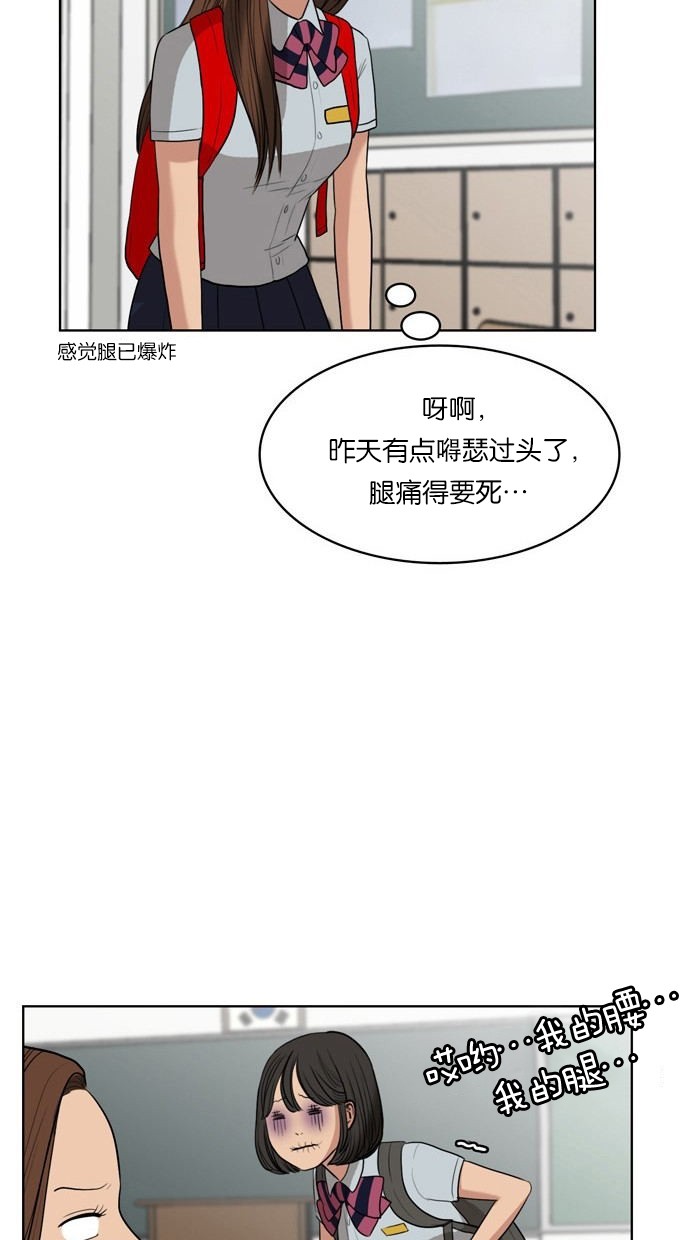 感觉腿已爆炸
呀啊，
昨天有点嘚瑟过头了，
腿痛得要死…
哎哟…我的腰…
我的腿…